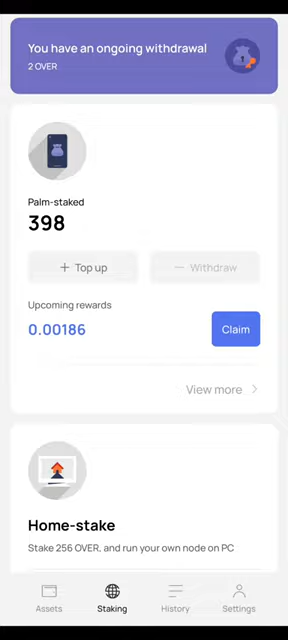 You have an ongoing withdrawal
2 OVER
Palm-staked
398
+ Top up
— Withdraw
Upcoming rewards
0.00186
Claim
View more >
Home-stake
Stake 256 OVER, and run your own node on PC
Assets
Staking
History
Settings